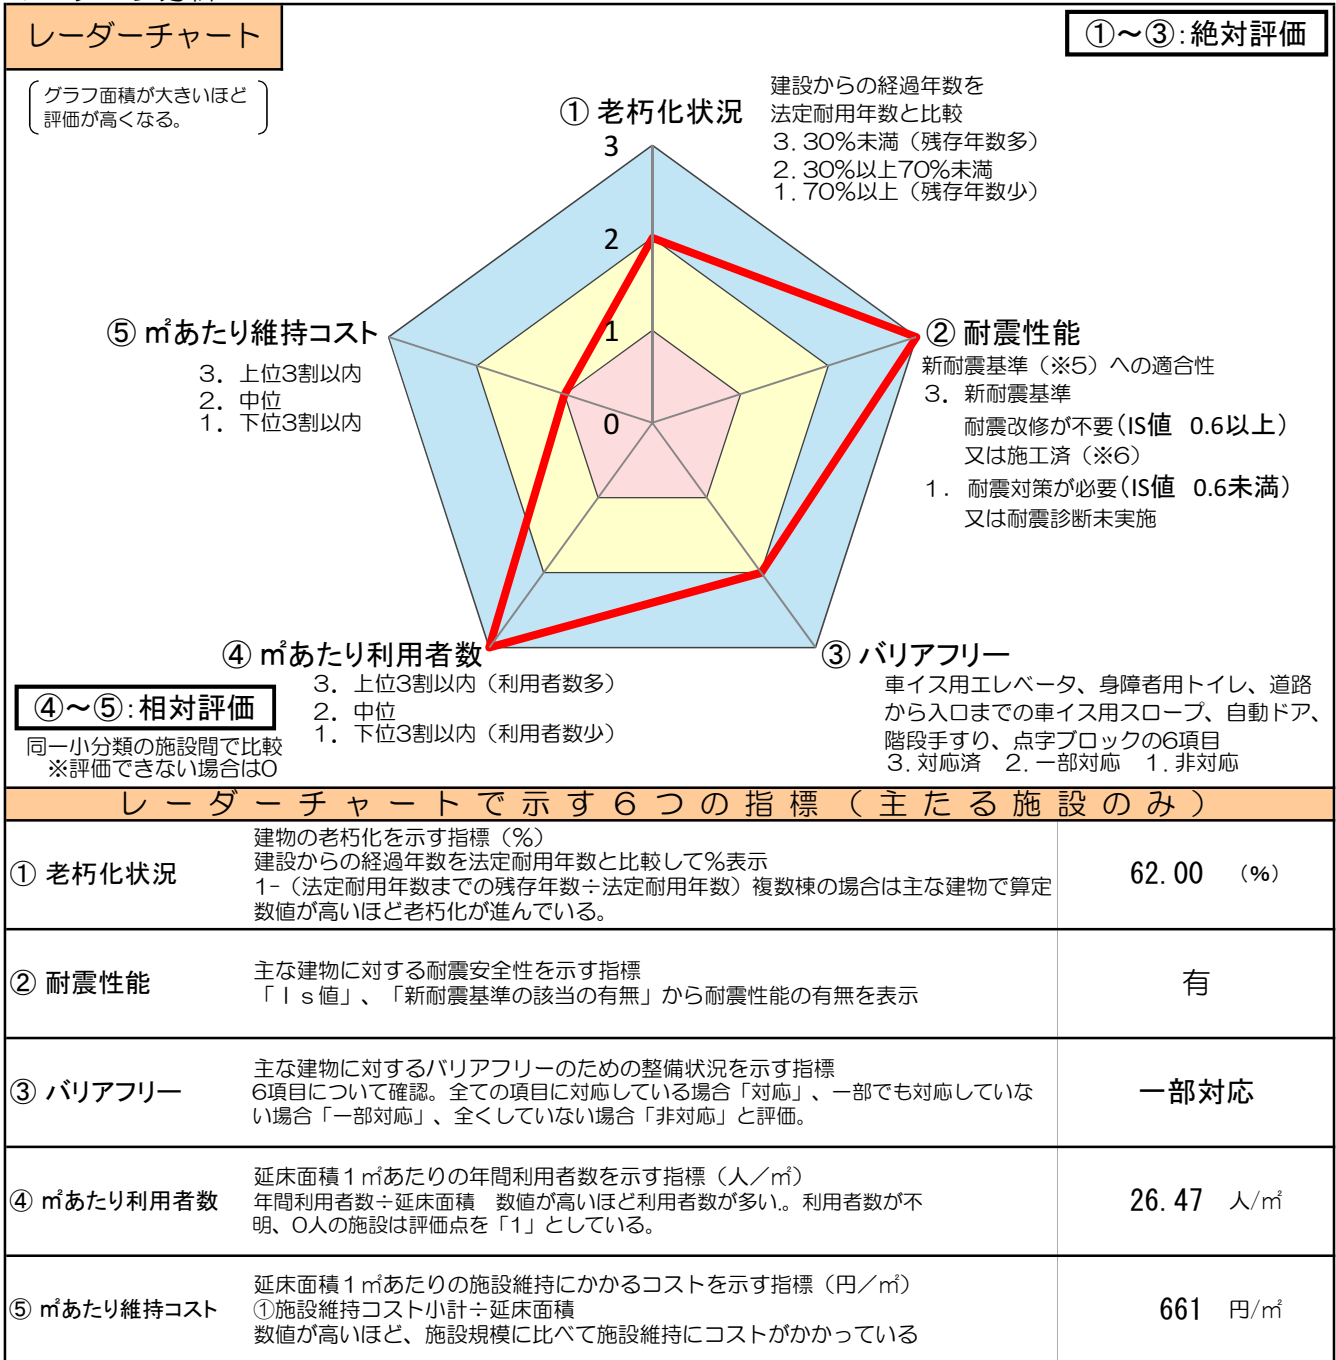 レーダーチャート
①～③:絶対評価
グラフ面積が大きいほど
評価が高くなる。
① 老朽化状況
建設からの経過年数を
法定耐用年数と比較
3.30%未満（残存年数多）
2.30%以上70%未満
1.70%以上（残存年数少）
3
2
1
0
⑤ ㎡あたり維持コスト
3. 上位3割以内
2. 中位
1. 下位3割以内
② 耐震性能
新耐震基準（※5）への適合性
3. 新耐震基準
耐震改修が不要(IS値 0.6以上)
又は施工済（※6）
1. 耐震対策が必要(IS値 0.6未満)
又は耐震診断未実施
④ ㎡あたり利用者数
3. 上位3割以内（利用者数多）
2. 中位
1. 下位3割以内（利用者数少）
④～⑤:相対評価
同一小分類の施設間で比較
※評価できない場合は0
③ バリアフリー
車イス用エレベータ、身障者用トイレ、道路
から入口までの車イス用スロープ、自動ドア、
階段手すり、点字ブロックの6項目
3.対応済 2.一部対応 1.非対応
レーダーチャートで示す6つの指標（主たる施設のみ）
① 老朽化状況
建物の老朽化を示す指標（%）
建設からの経過年数を法定耐用年数と比較して%表示
1-（法定耐用年数までの残存年数÷法定耐用年数）複数棟の場合は主な建物で算定
数値が高いほど老朽化が進んでいる。
62.00 （%）
② 耐震性能
主な建物に対する耐震安全性を示す指標
「Ｉｓ値」、「新耐震基準の該当の有無」から耐震性能の有無を表示
有
③ バリアフリー
主な建物に対するバリアフリーのための整備状況を示す指標
6項目について確認。全ての項目に対応している場合「対応」、一部でも対応していな
い場合「一部対応」、全くしていない場合「非対応」と評価。
一部対応
④ ㎡あたり利用者数
延床面積１㎡あたりの年間利用者数を示す指標（人／㎡）
年間利用者数÷延床面積 数値が高いほど利用者数が多い。利用者数が不
明、0人の施設は評価点を「1」としている。
26.47 人/㎡
⑤ ㎡あたり維持コスト
延床面積１㎡あたりの施設維持にかかるコストを示す指標（円／㎡）
①施設維持コスト小計÷延床面積
数値が高いほど、施設規模に比べて施設維持にコストがかかっている
661 円/㎡